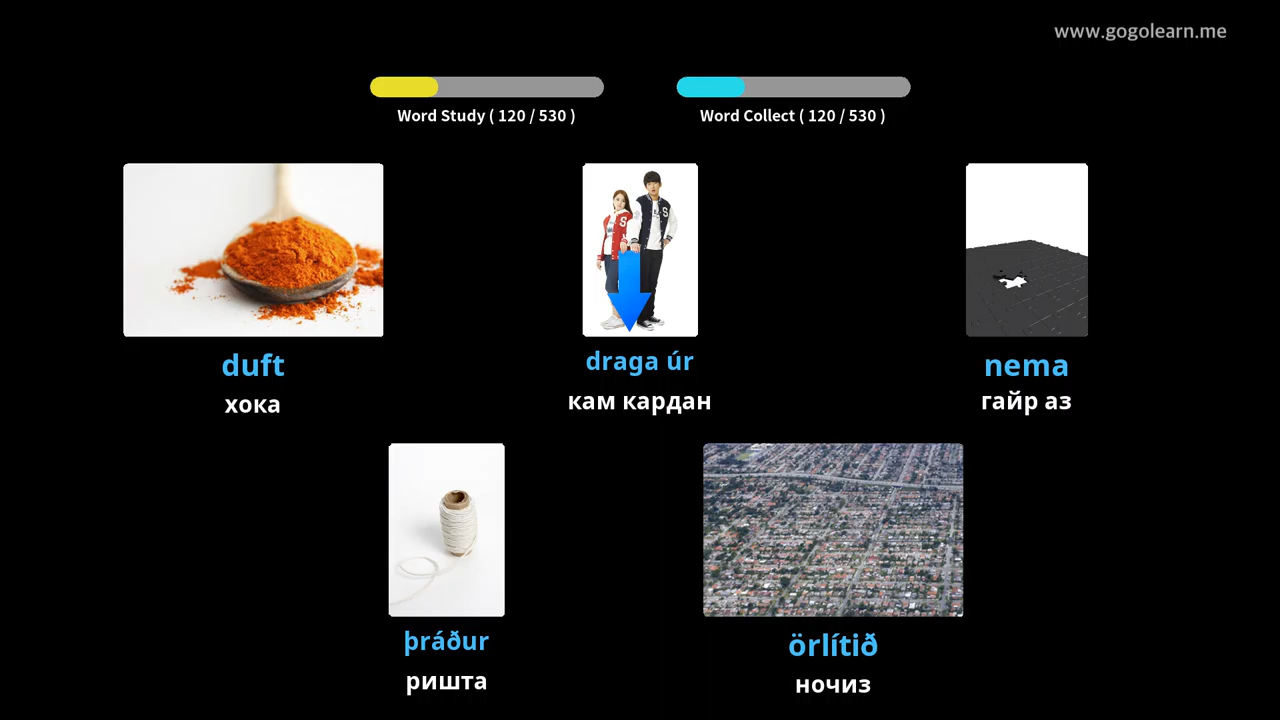 www.gogolearn.me
Word Study ( 120 / 530 )
Word Collect ( 120 / 530 )
duft
хока
draga úr
кам кардан
nema
гайр аз
þráður
ришта
örlítið
ночиз